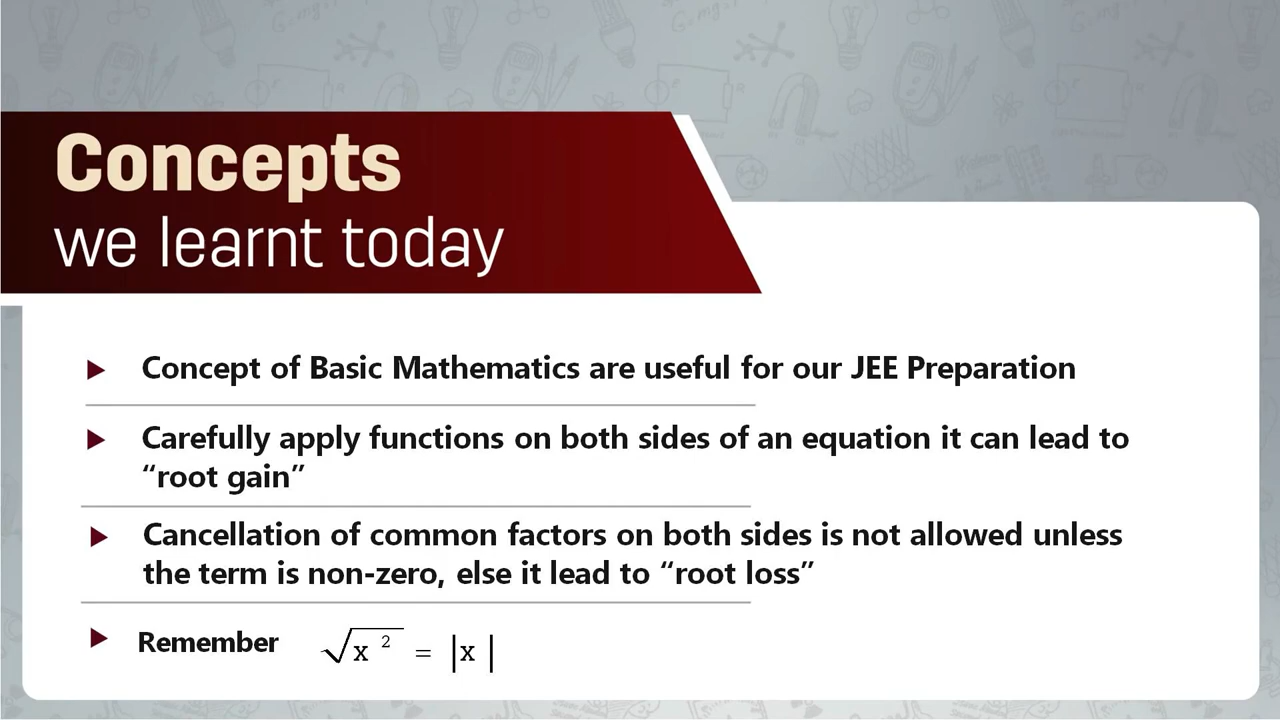 Concepts
we learnt today
Concept of Basic Mathematics are useful for our JEE Preparation
Carefully apply functions on both sides of an equation it can lead to
“root gain”
Cancellation of common factors on both sides is not allowed unless
the term is non-zero, else it lead to “root loss”
Remember √x² = |x|